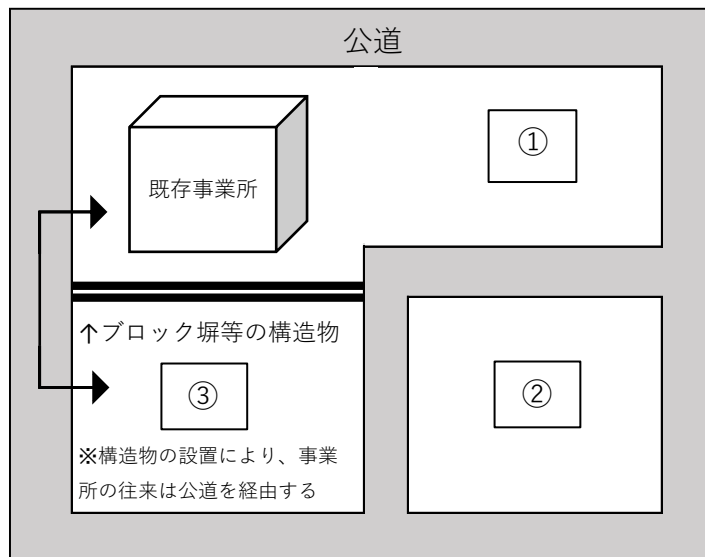 公道
既存事業所
①
↑ブロック塀等の構造物
③
※構造物の設置により、事業
所の往来は公道を経由する
②